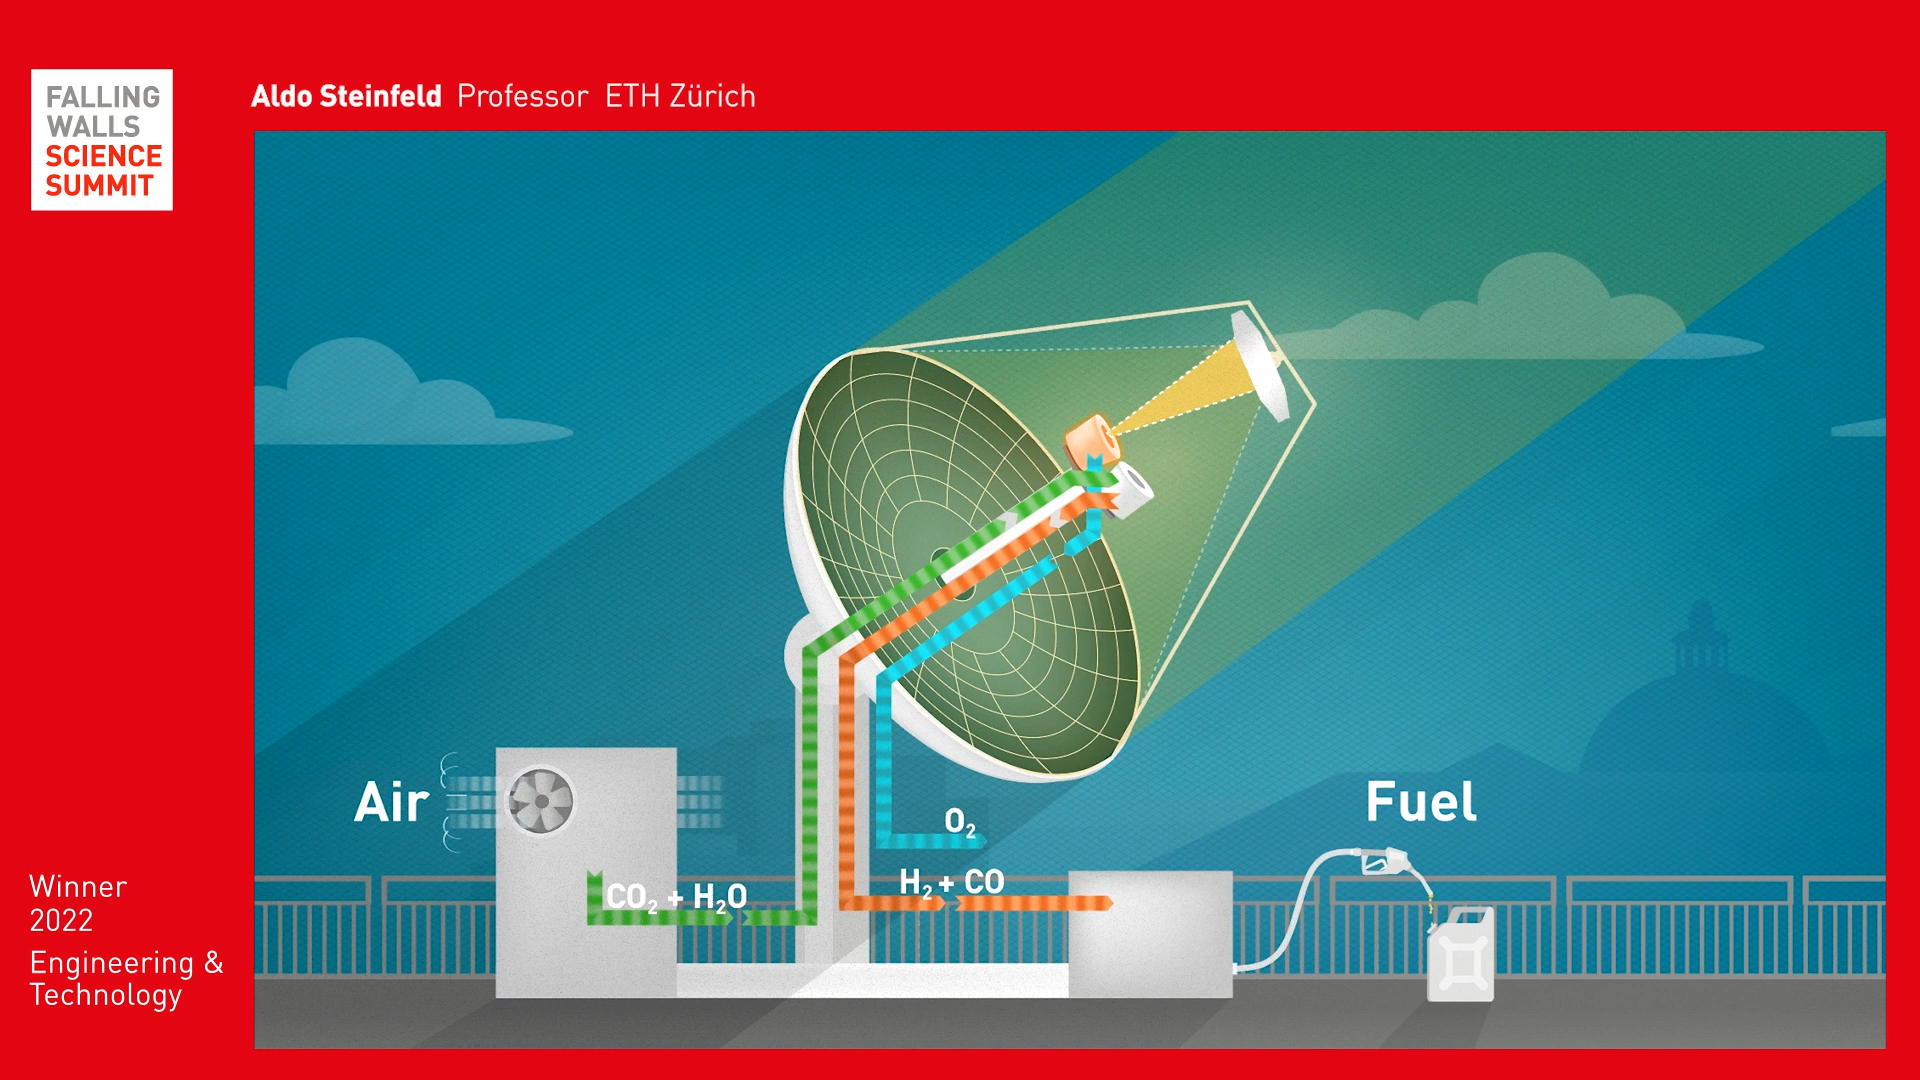 FALLING
WALLS
SCIENCE
SUMMIT
Aldo Steinfeld Professor ETH Zürich
Air
Fuel
O₂
H₂ + CO
CO₂ + H₂O
Winner
2022
Engineering &
Technology